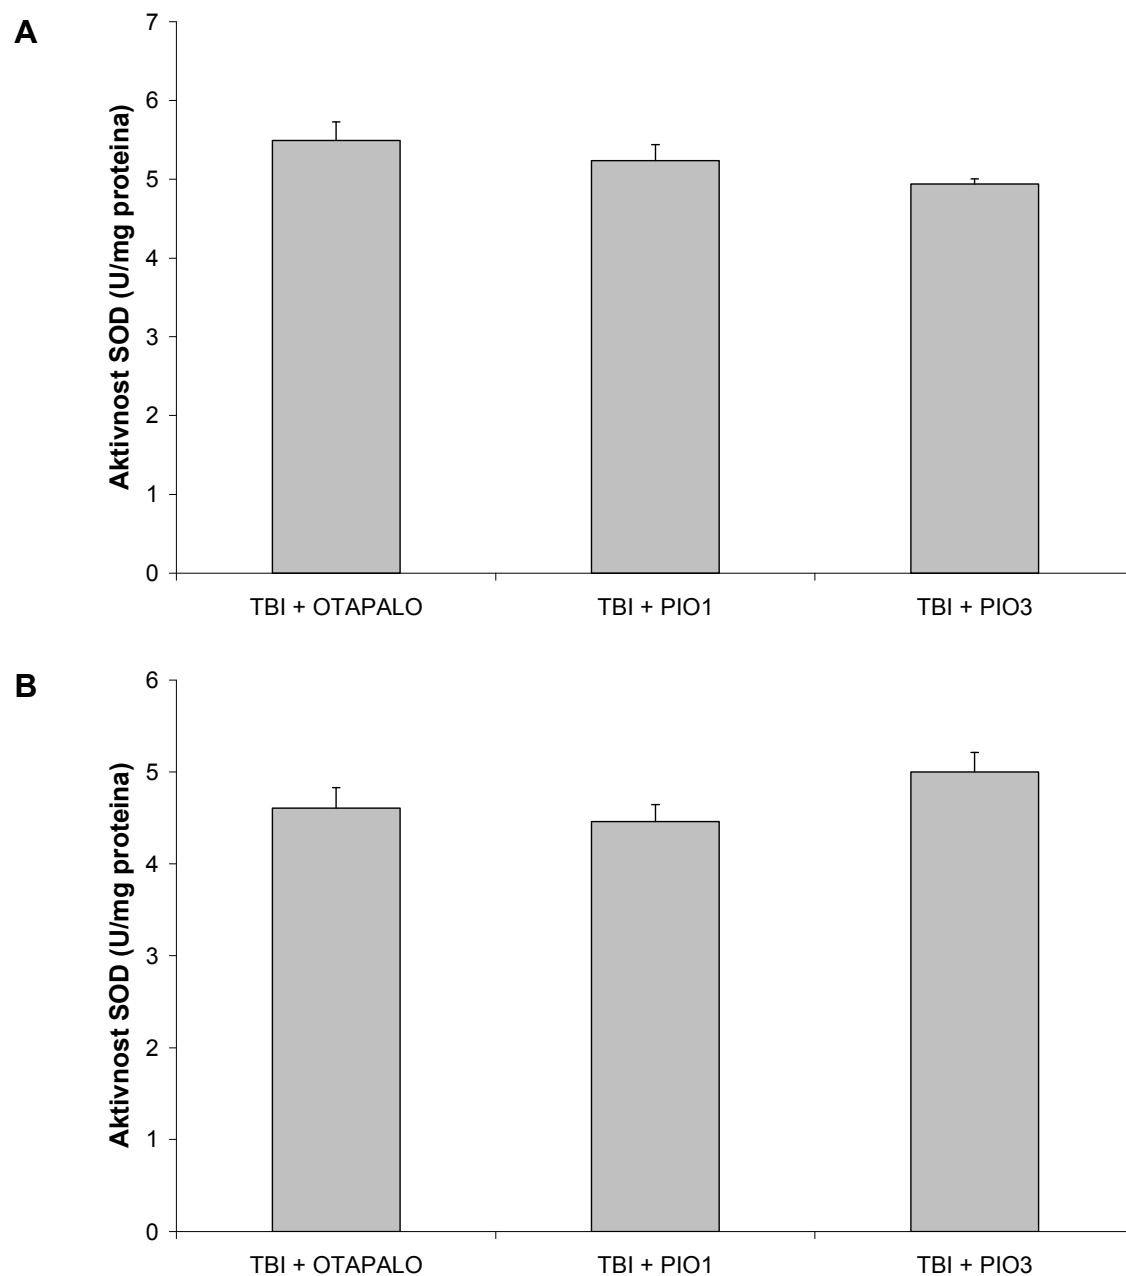 A
Aktivnost SOD (U/mg proteina)
7
6
5
4
3
2
1
0
TBI + OTAPALO
TBI + PIO1
TBI + PIO3
B
Aktivnost SOD (U/mg proteina)
6
5
4
3
2
1
0
TBI + OTAPALO
TBI + PIO1
TBI + PIO3